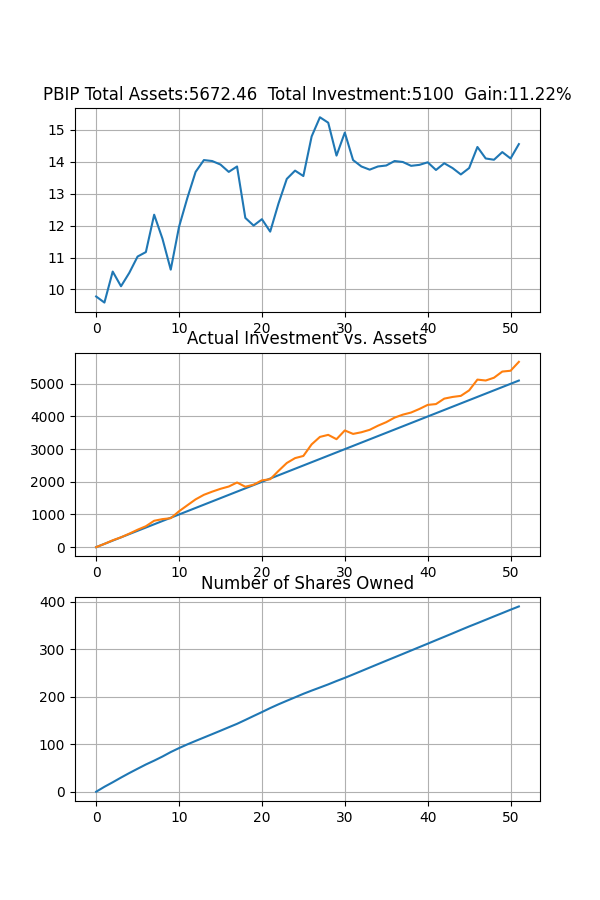 PBIP Total Assets:5672.46  Total Investment:5100  Gain:11.22%
15
14
13
12
11
10
0 10 20 30 40 50
Actual Investment vs. Assets
5000
4000
3000
2000
1000
0
0 10 20 30 40 50
Number of Shares Owned
400
300
200
100
0
0 10 20 30 40 50